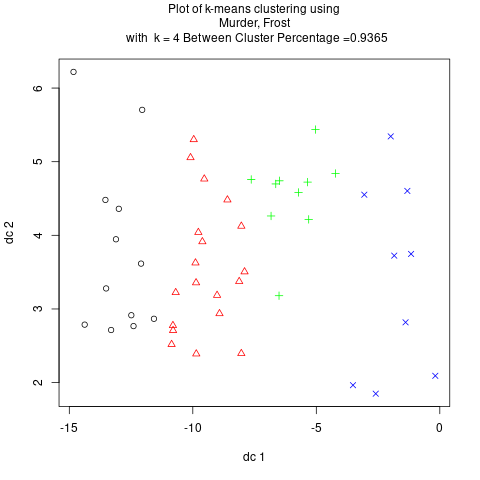 Plot of k-means clustering using
Murder, Frost
with  k = 4 Between Cluster Percentage =0.9365
6
5
4
3
2
dc 2
-15
-10
-5
0
dc 1